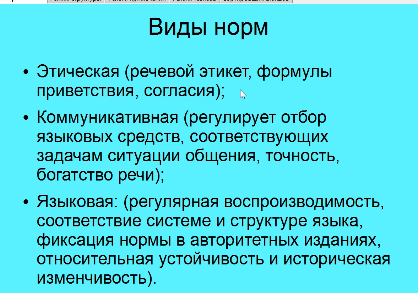 Виды норм
• Этическая (речевой этикет, формулы
приветствия, согласия);
• Коммуникативная (регулирует отбор
языковых средств, соответствующих
задачам ситуации общения, точность,
богатство речи);
• Языковая: (регулярная воспроизводимость,
соответствие системе и структуре языка,
фиксация нормы в авторитетных изданиях,
относительная устойчивость и историческая
изменчивость).